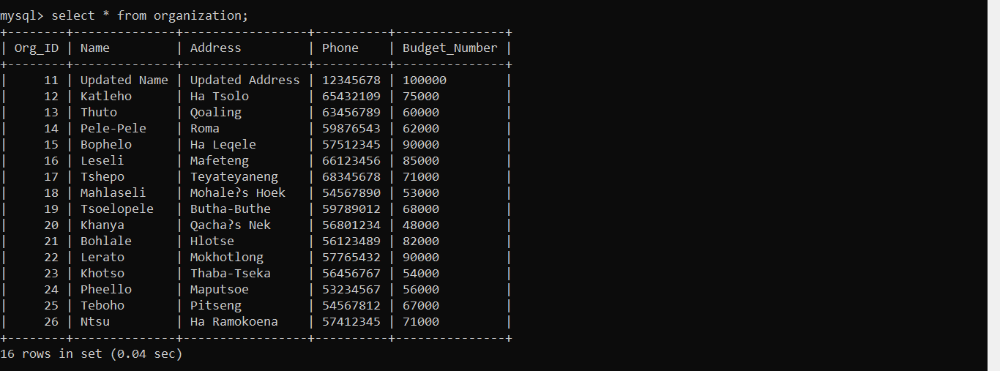 mysql> select * from organization;
+--------+--------------+-----------------+----------+---------------+
| Org_ID | Name         | Address         | Phone    | Budget_Number |
+--------+--------------+-----------------+----------+---------------+
|     11 | Updated Name | Updated Address | 12345678 | 100000        |
|     12 | Katleho      | Ha Tsolo        | 65432109 | 75000         |
|     13 | Thuto        | Qoaling         | 63456789 | 60000         |
|     14 | Pele-Pele    | Roma            | 59876543 | 62000         |
|     15 | Bophelo      | Ha Leqele       | 57512345 | 90000         |
|     16 | Leseli       | Mafeteng        | 66123456 | 85000         |
|     17 | Tshepo       | Teyateyaneng    | 68345678 | 71000         |
|     18 | Mahlaseli    | Mohale?s Hoek   | 54567890 | 53000         |
|     19 | Tsoelopele   | Butha-Buthe     | 59789012 | 68000         |
|     20 | Khanya       | Qacha?s Nek     | 56801234 | 48000         |
|     21 | Bohlale      | Hlotse          | 56123489 | 82000         |
|     22 | Lerato       | Mokhotlong      | 57765432 | 90000         |
|     23 | Khotso       | Thaba-Tseka     | 56456767 | 54000         |
|     24 | Pheello      | Maputsoe        | 53234567 | 56000         |
|     25 | Teboho       | Pitseng         | 54567812 | 67000         |
|     26 | Ntsu         | Ha Ramokoena    | 57412345 | 71000         |
+--------+--------------+-----------------+----------+---------------+
16 rows in set (0.04 sec)